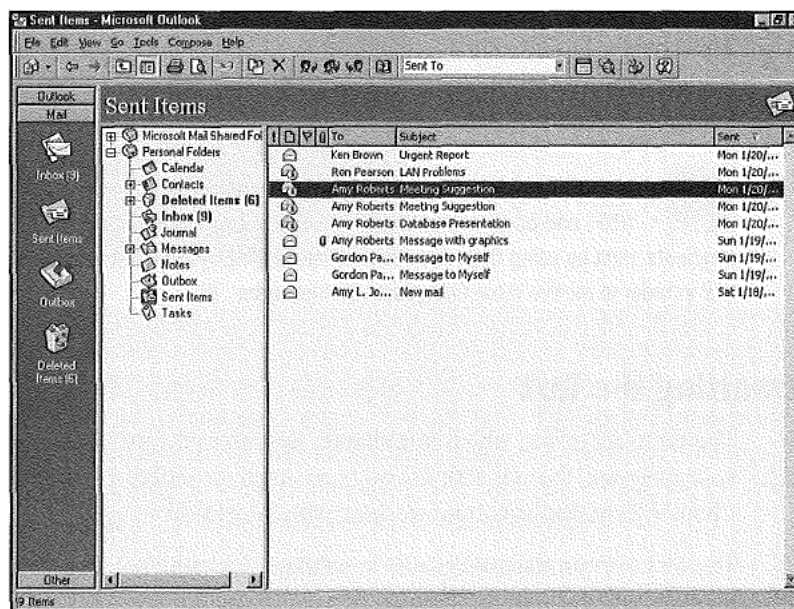 Sent Items - Microsoft Outlook
File Edit View Go Tools Compose Help
Sent To
Outlook
Mail
Inbox (9)
Sent Items
Outbox
Deleted Items (6)
Other
Sent Items
Microsoft Mail Shared Fol
Personal Folders
Calendar
Contacts
Deleted Items (6)
Inbox (9)
Journal
Messages
Notes
Outbox
Sent Items
Tasks
To Subject Sent
Ken Brown Urgent Report Mon 1/20/...
Ron Pearson LAN Problems Mon 1/20/...
Amy Roberts Meeting Suggestion Mon 1/20/...
Amy Roberts Meeting Suggestion Mon 1/20/...
Amy Roberts Database Presentation Mon 1/20/...
Amy Roberts Message with graphics Sun 1/19/...
Gordon Pa... Message to Myself Sun 1/19/...
Gordon Pa... Message to Myself Sun 1/19/...
Amy L. Jo... New mail Sat 1/18/...
9 Items